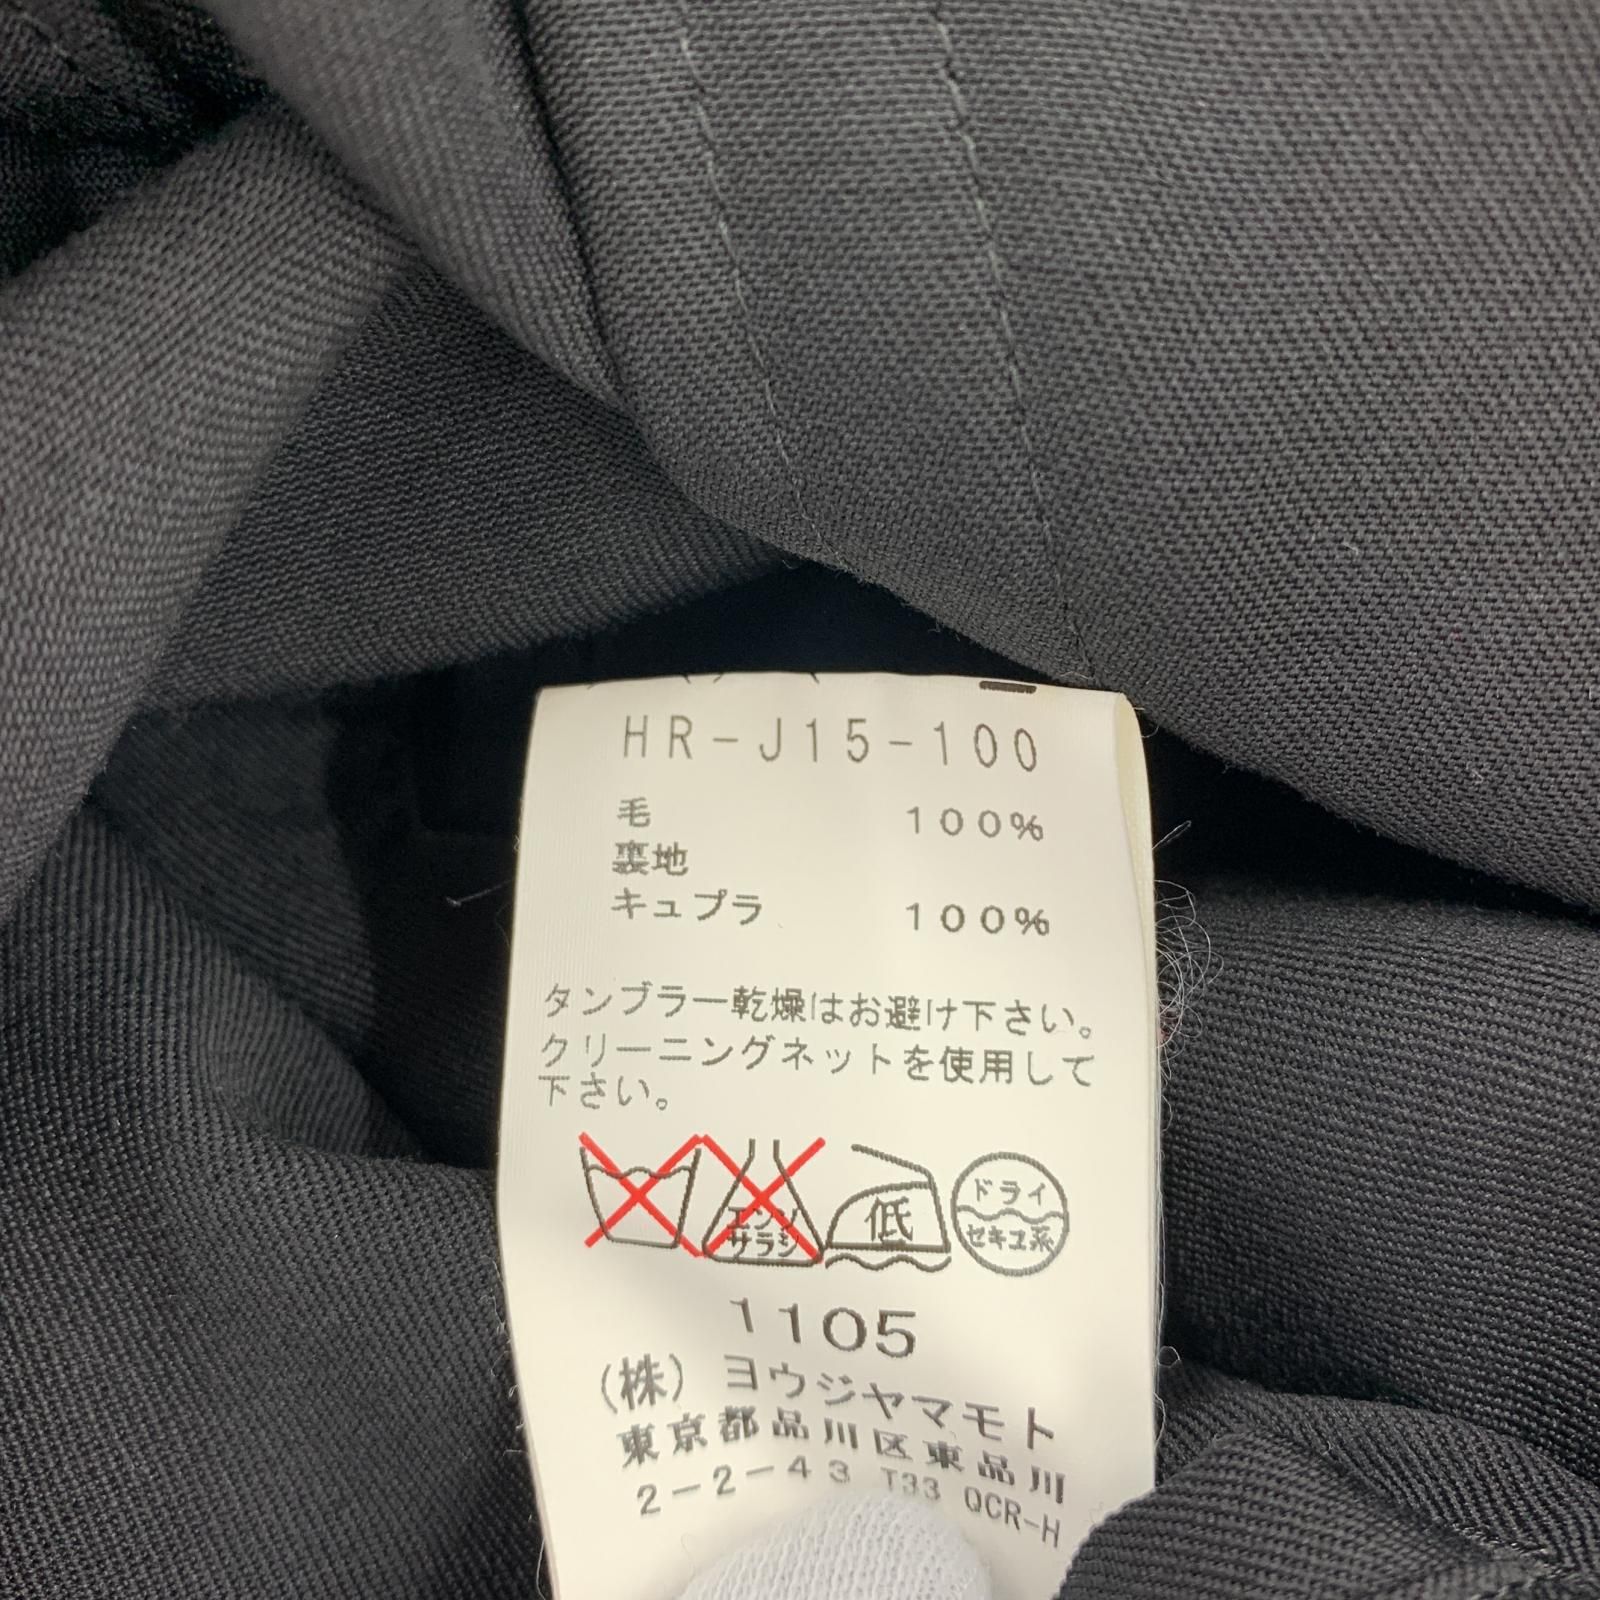 HR-J15-100
毛 100%
裏地
キュプラ 100%
タンブラー乾燥はお避け下さい。
クリーニングネットを使用して
下さい。
エンソ
サラシ
低
ドライ
セキユ系
1105
(株) ヨウジヤマモト
東京都品川区東品川
2-2-43 T33 QCR-H